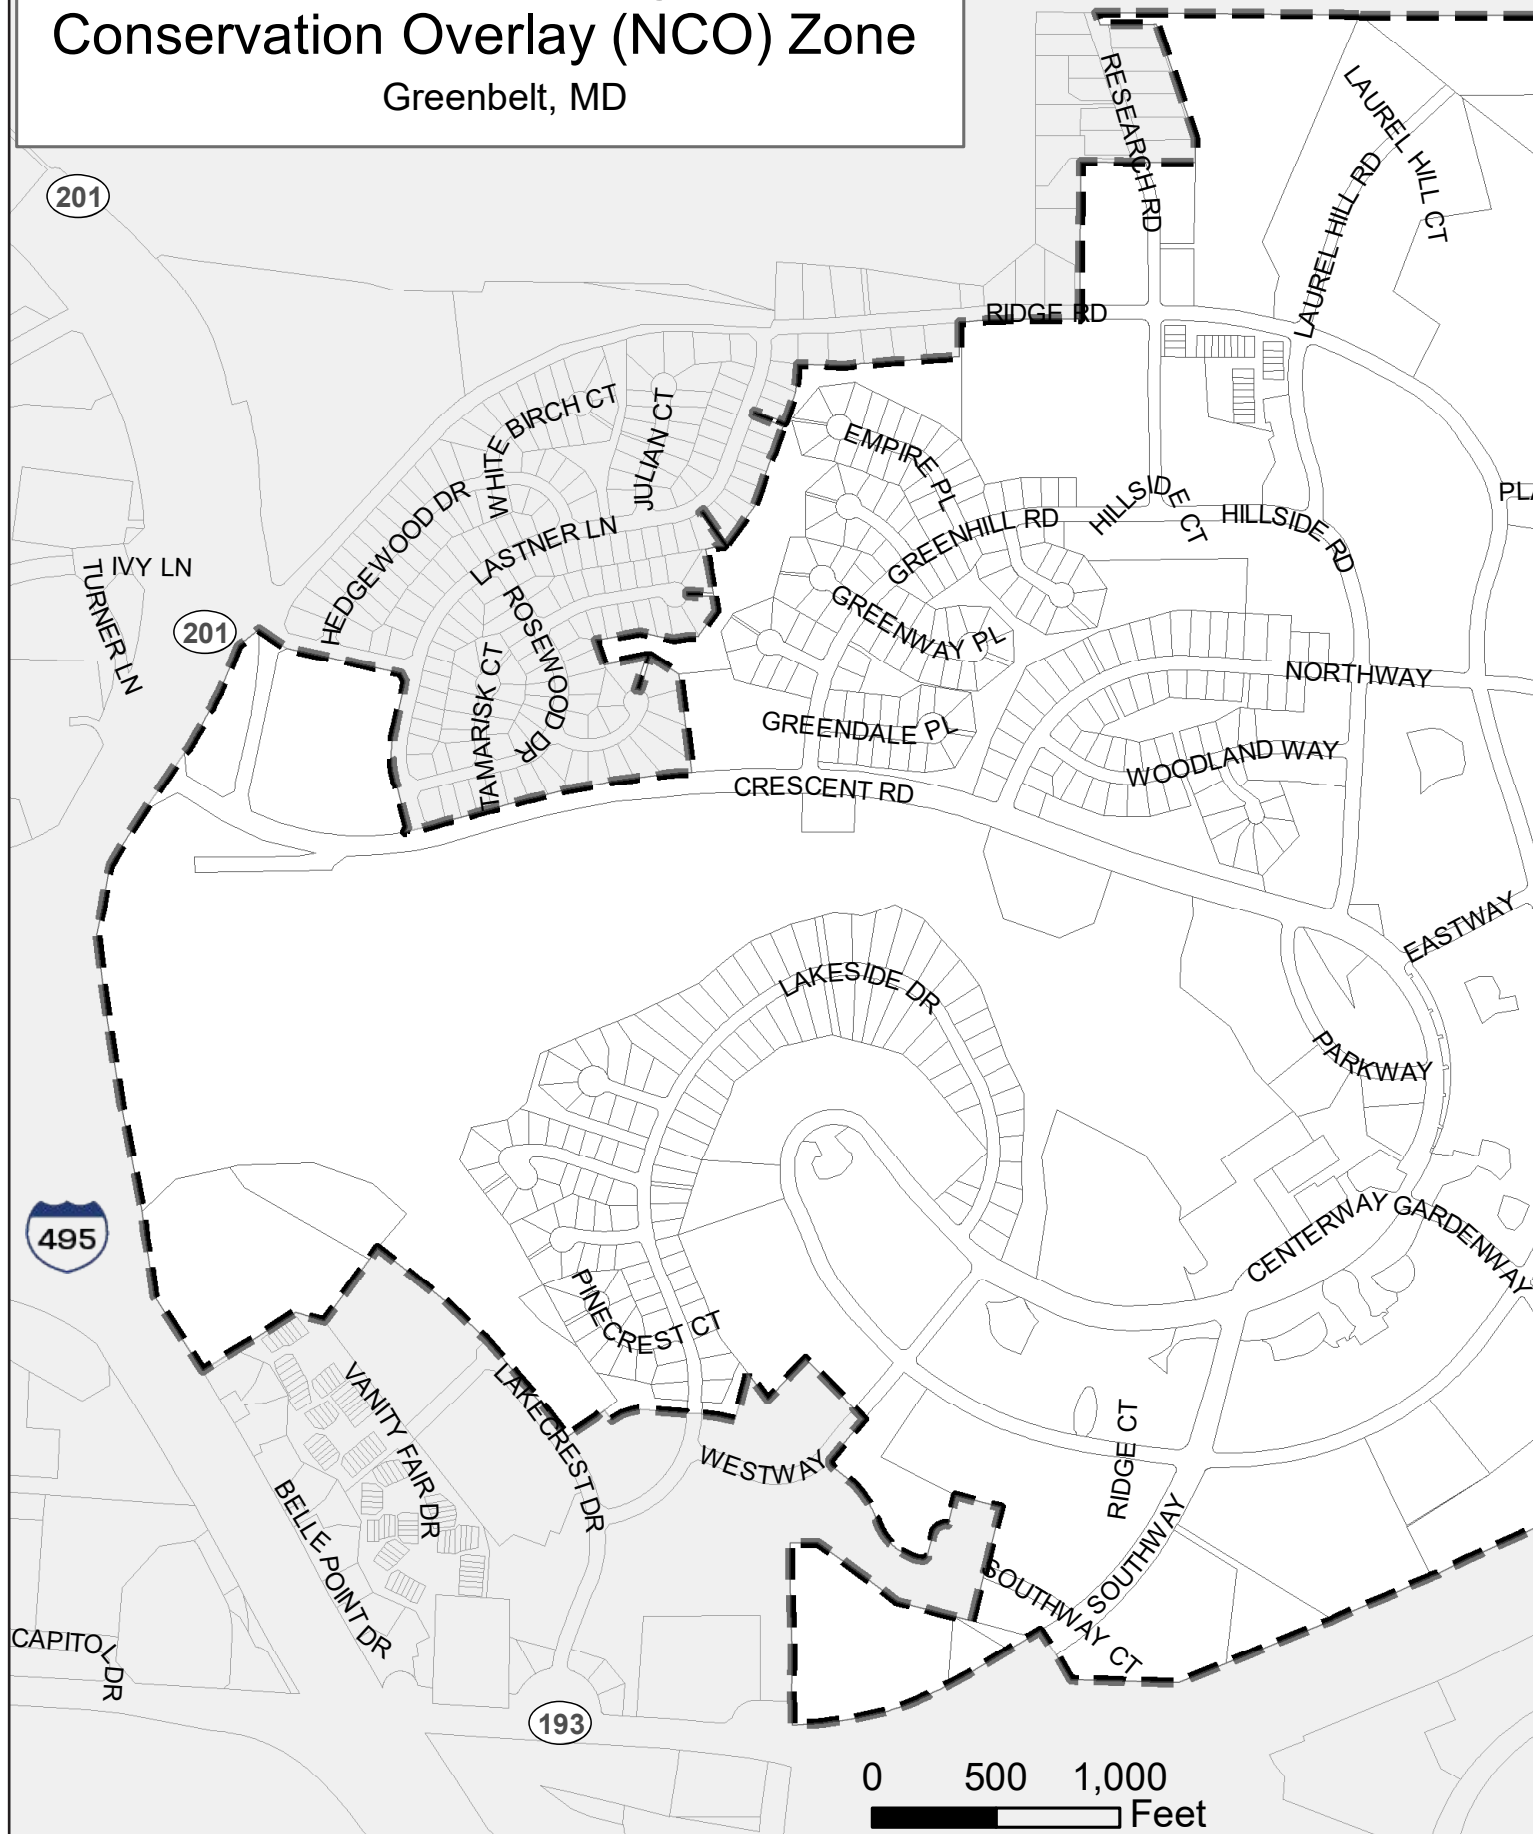 Conservation Overlay (NCO) Zone
Greenbelt, MD
RESEARCH RD
LAUREL HILL CT
LAUREL HILL RD
201
RIDGE RD
WHITE BIRCH CT
JULIAN CT
EMPIRE PL
HEDGEWOOD DR
LASTNER LN
GREENHILL RD
HILLSIDE CT
HILLSIDE RD
IVY LN
TURNER LN
201
ROSEWOOD DR
TAMARISK CT
GREENWAY PL
NORTHWAY
GREENDALE PL
WOODLAND WAY
CRESCENT RD
EASTWAY
LAKESIDE DR
PARKWAY
495
CENTERWAY
GARDENWAY
PINECREST CT
VANITY FAIR DR
LAKECREST DR
WESTWAY
RIDGE CT
BELLE POINT DR
SOUTHWAY
SOUTHWAY CT
CAPITOL DR
193
0 500 1,000
Feet